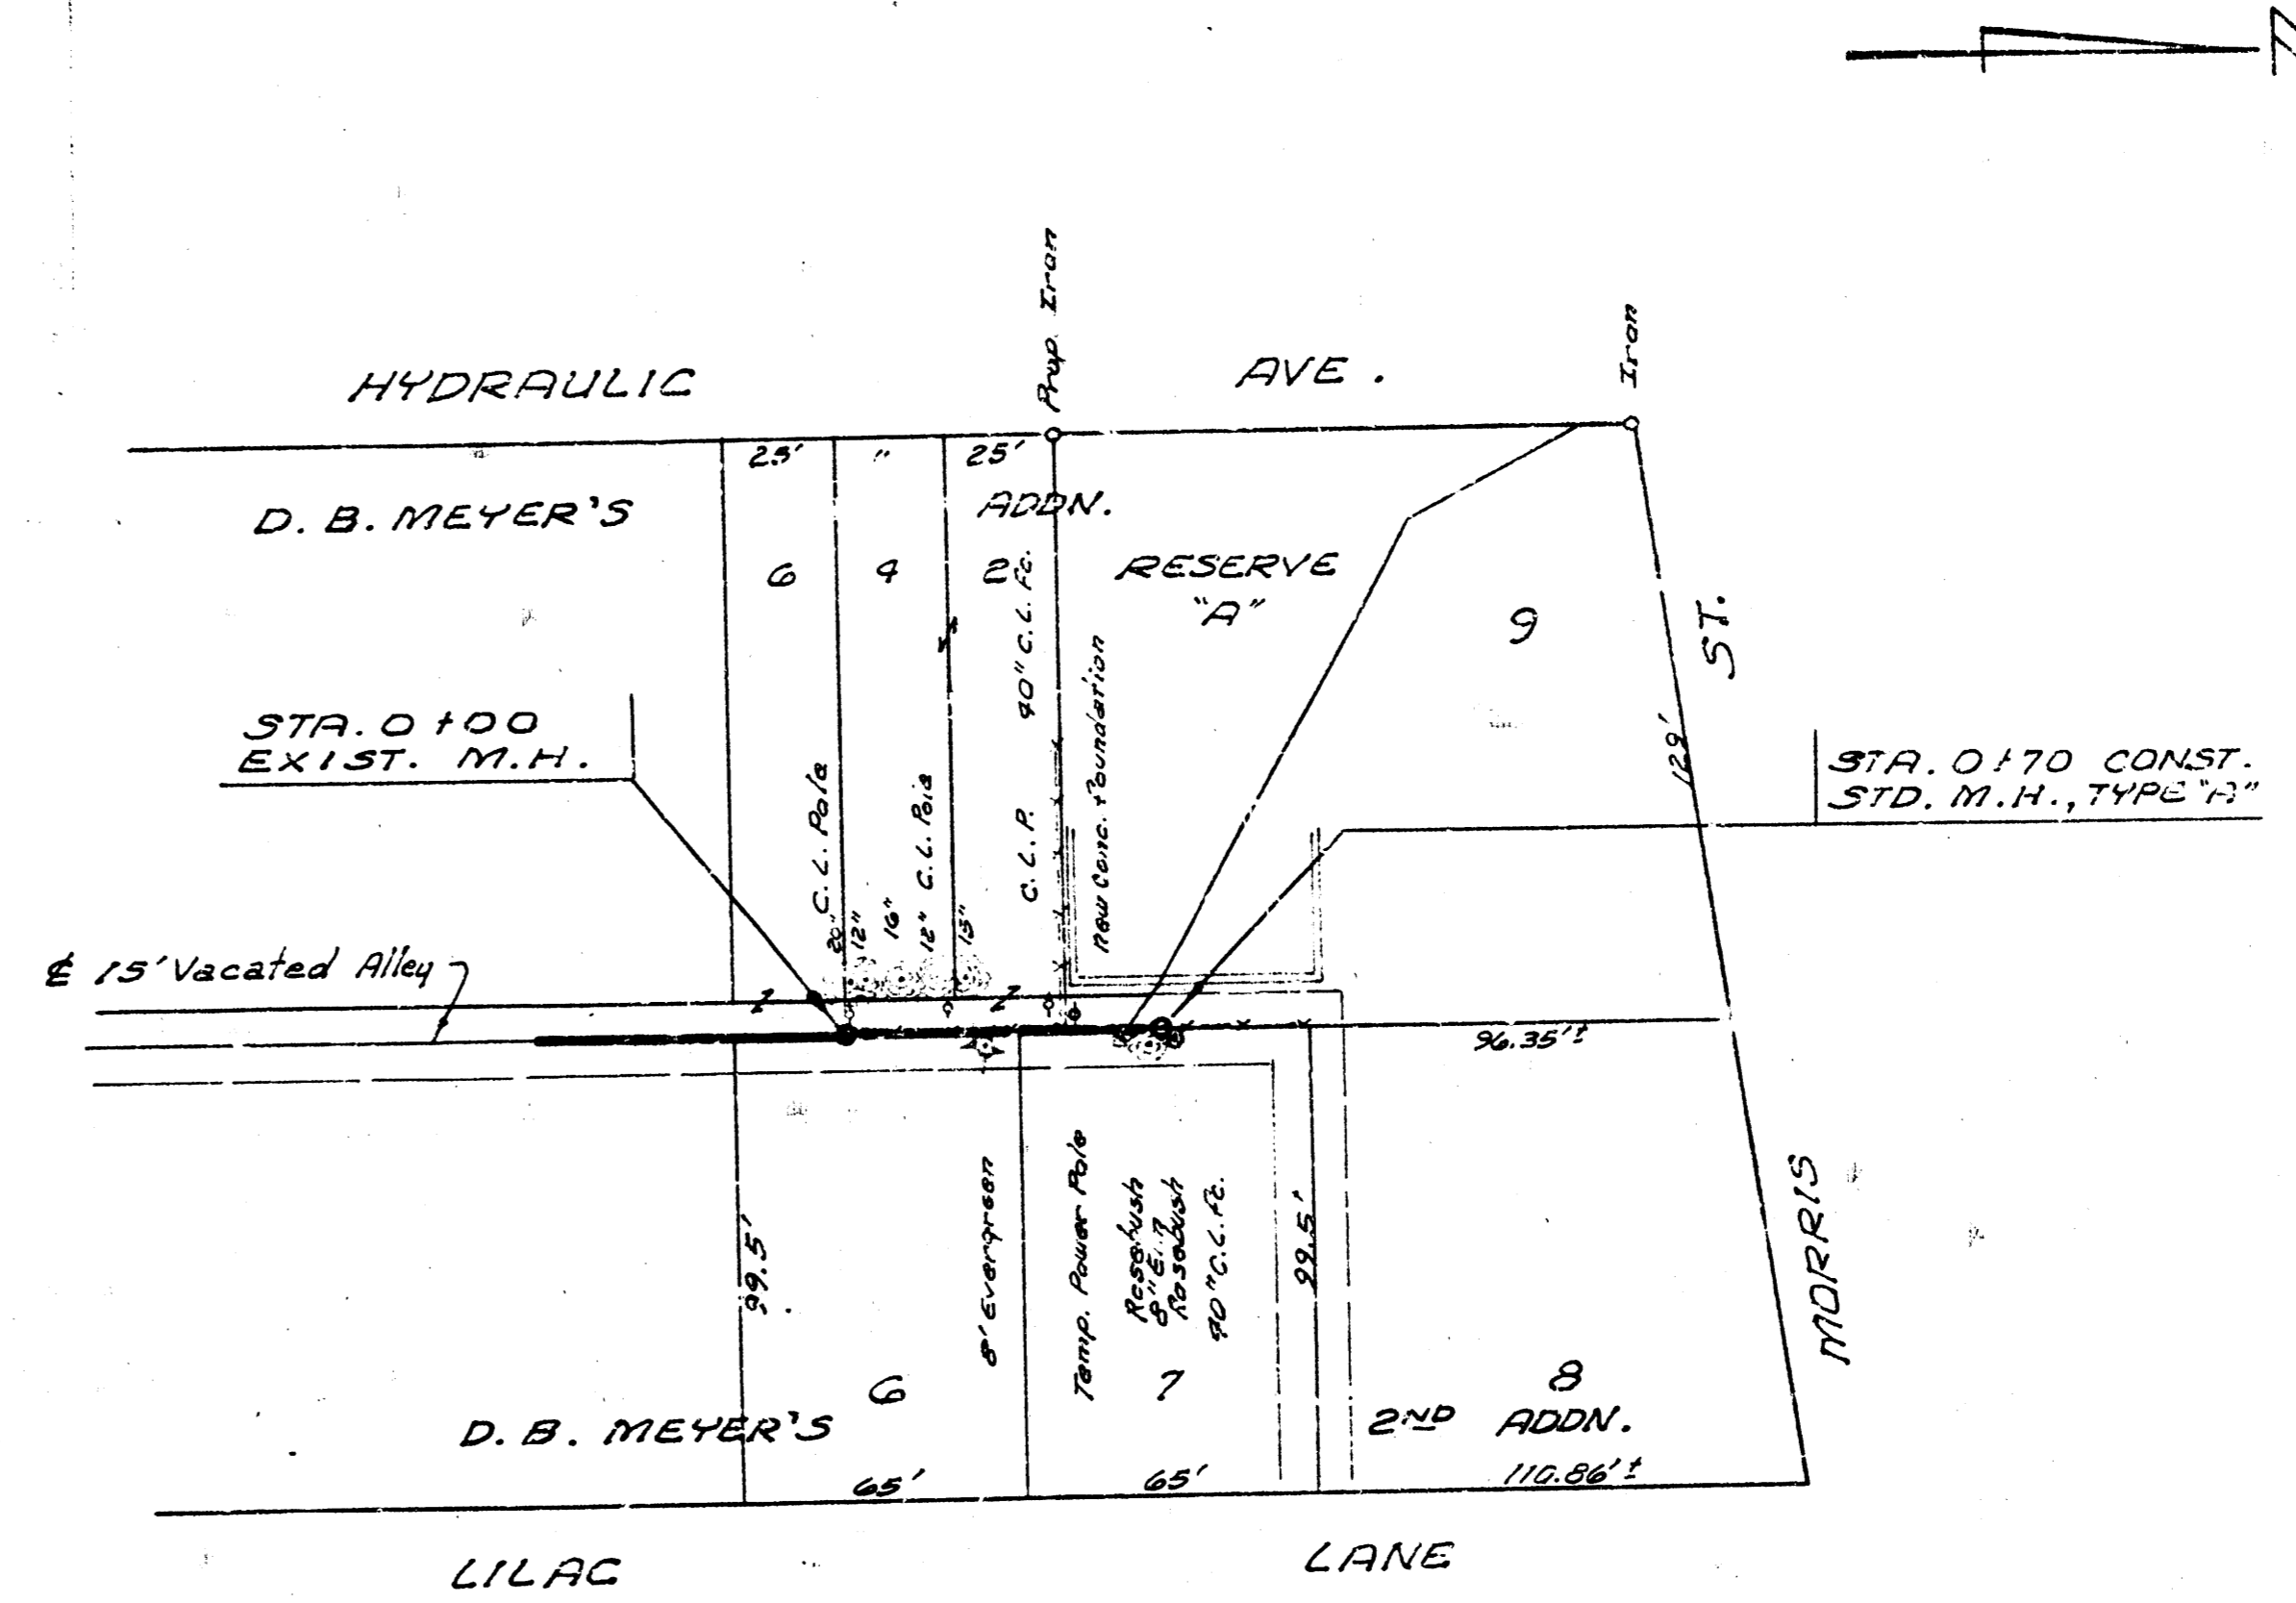 HYDRAULIC AVE.
Prop. Iron
Iron
25' " 25'
D. B. MEYER'S ADDN.
6 4 2
RESERVE
"A"
9
40" C.L. Fc.
New Conc. Foundation
ST.
129'
STA. 0+00
EXIST. M.H.
STA. 0+70 CONST.
STD. M.H., TYPE "A"
C.L. Pole
20"
12"
16"
12" C.L. Pole
15"
C.L.P.
℄ 15' Vacated Alley
96.35'±
99.5'
8' Evergreen
Temp. Power Pole
Rosebush
Rosebush
40" C.L. Fc.
99.5'
MORRIS
6 7 8
D. B. MEYER'S 2ND ADDN.
65' 65' 110.86'±
LILAC LANE